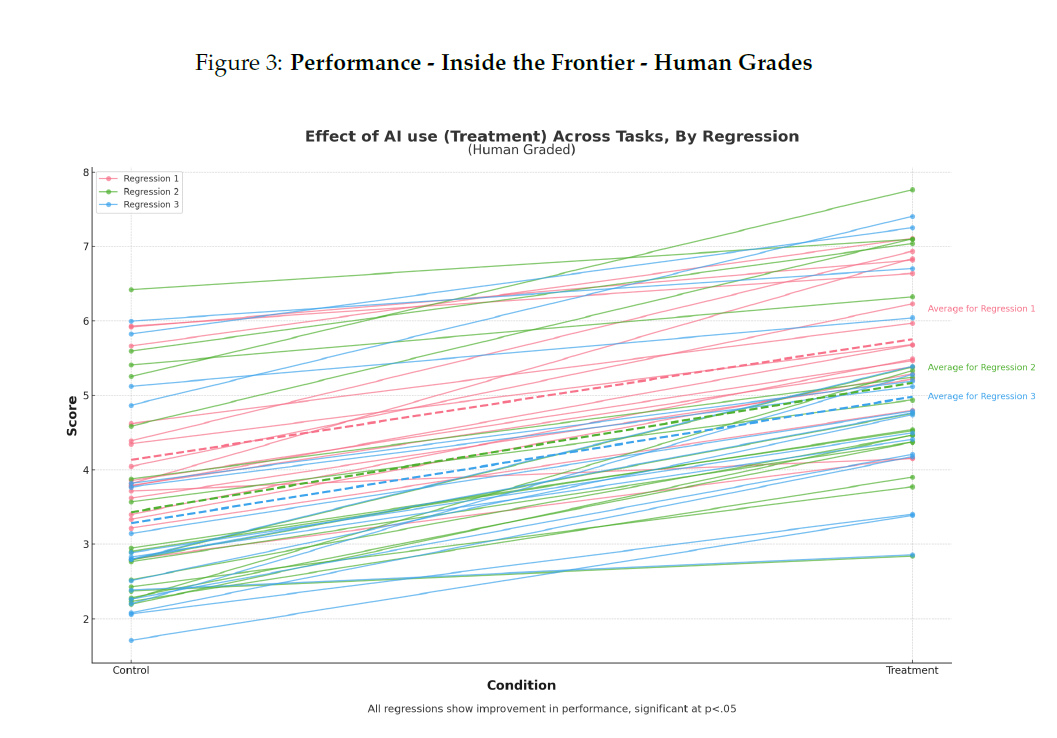 Figure 3: Performance - Inside the Frontier - Human Grades
Effect of AI use (Treatment) Across Tasks, By Regression
(Human Graded)
8
7
6
5
4
3
2
Regression 1
Regression 2
Regression 3
Average for Regression 1
Average for Regression 2
Average for Regression 3
Score
Control
Treatment
Condition
All regressions show improvement in performance, significant at p<.05